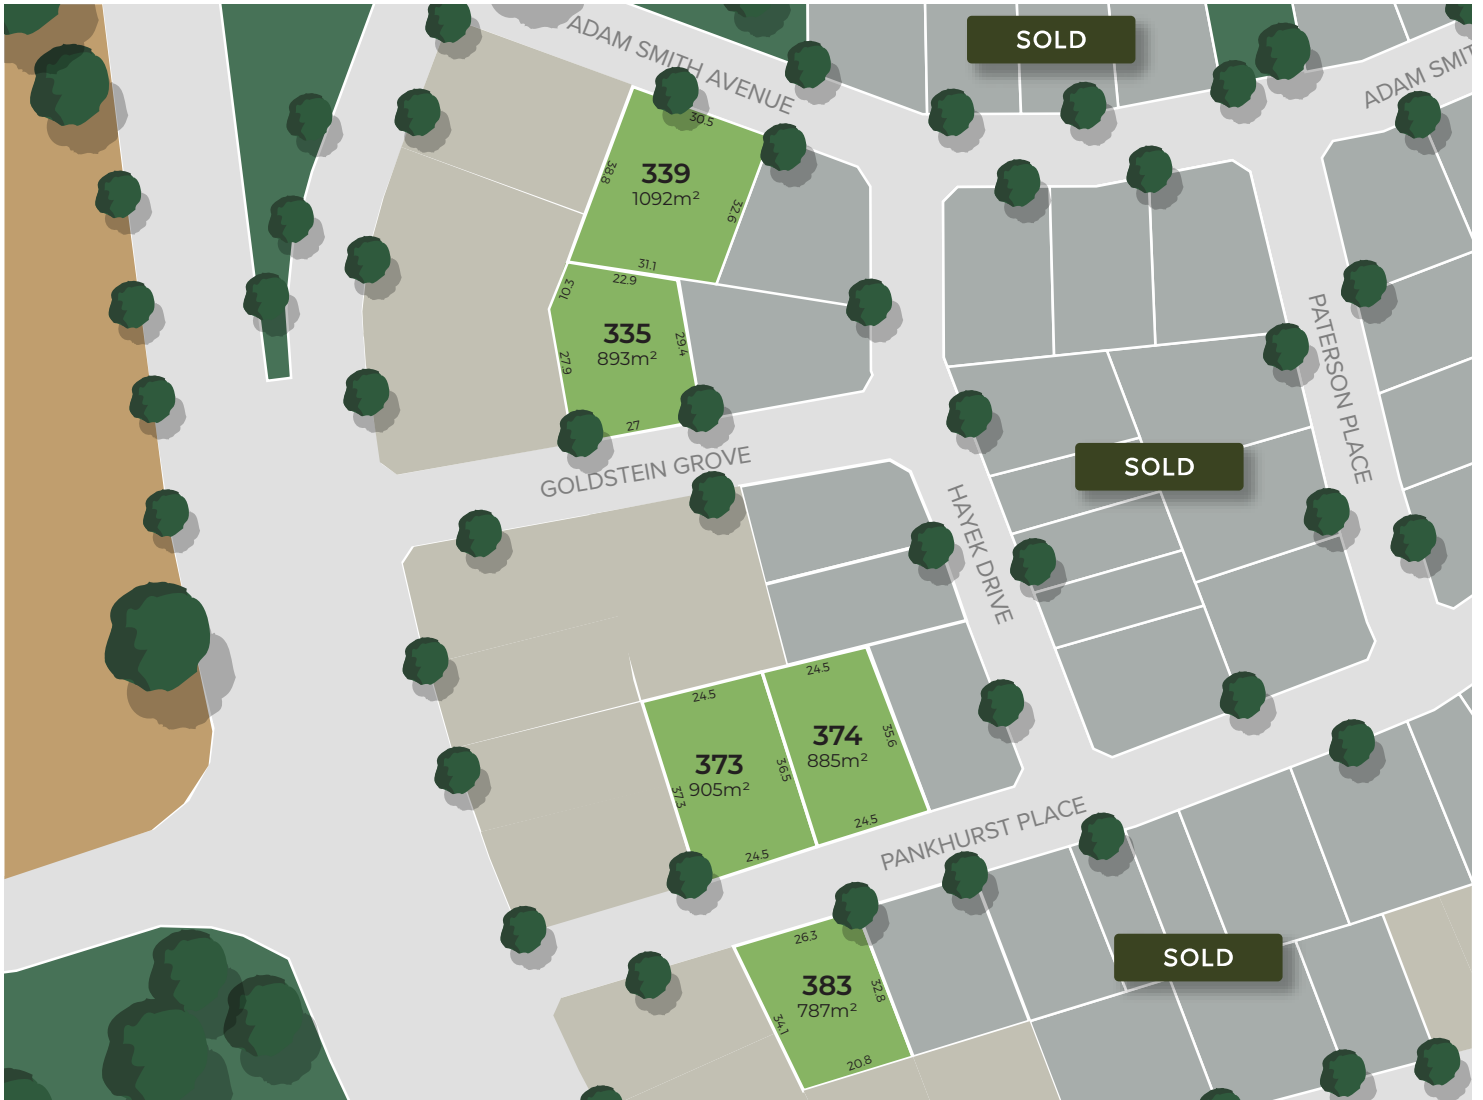 ADAM SMITH AVENUE
SOLD
ADAM SMIT
30.5
38.8
339
1092m²
32.6
31.1
22.9
10.3
335
893m²
29.4
27.9
27
PATERSON PLACE
GOLDSTEIN GROVE
SOLD
HAYEK DRIVE
24.5
24.5
374
885m²
35.6
373
905m²
36.5
37.3
24.5
24.5
PANKHURST PLACE
26.3
383
787m²
32.8
34.1
20.8
SOLD